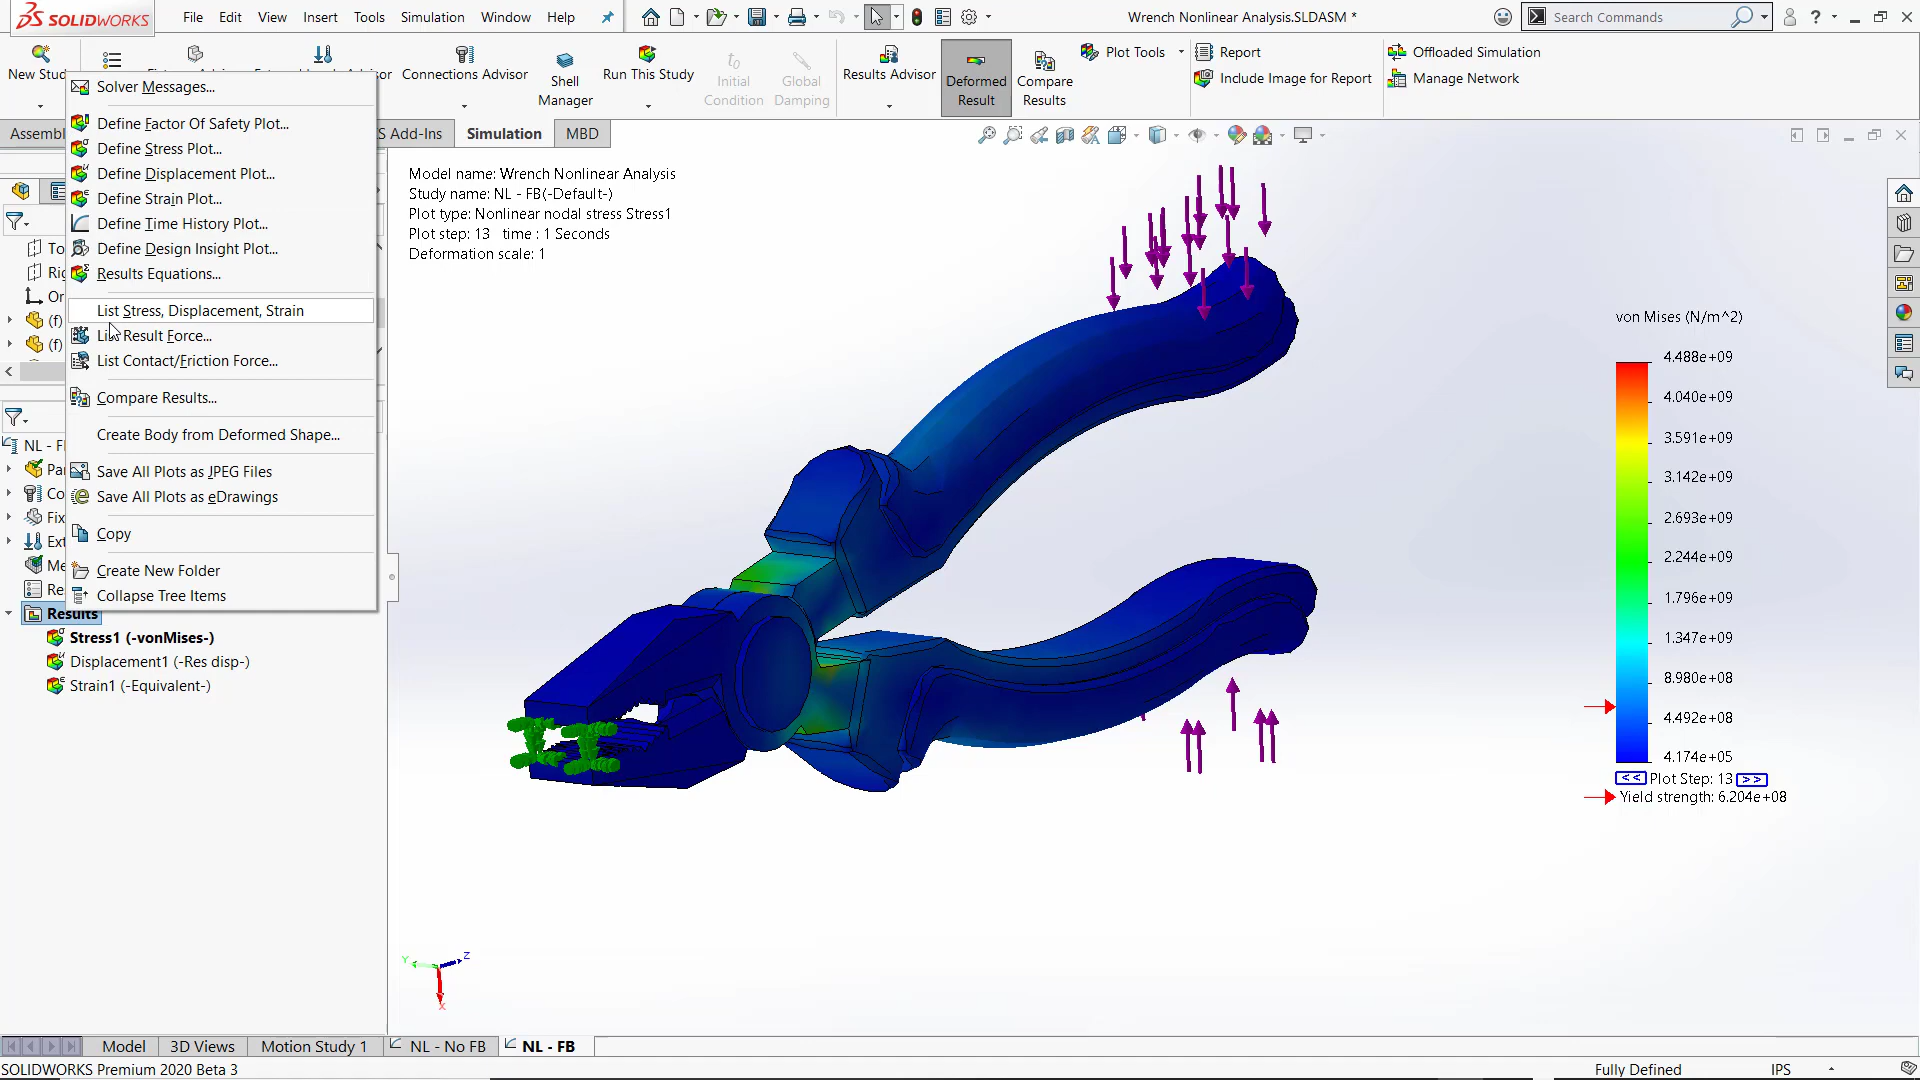 SOLIDWORKS
File Edit View Insert Tools Simulation Window Help
Wrench Nonlinear Analysis.SLDASM *
Search Commands
New Stud
Connections Advisor
Shell Manager
Run This Study
Initial Condition
Global Damping
Results Advisor
Deformed Result
Compare Results
Plot Tools
Report
Include Image for Report
Offloaded Simulation
Manage Network
Assembl
S Add-Ins
Simulation
MBD
Solver Messages...
Define Factor Of Safety Plot...
Define Stress Plot...
Define Displacement Plot...
Define Strain Plot...
Define Time History Plot...
Define Design Insight Plot...
Results Equations...
List Stress, Displacement, Strain
List Result Force...
List Contact/Friction Force...
Compare Results...
Create Body from Deformed Shape...
Save All Plots as JPEG Files
Save All Plots as eDrawings
Copy
Create New Folder
Collapse Tree Items
To
Rig
Or
(f)
(f)
NL - F
Par
Co
Fix
Ext
Me
Re
Results
Stress1 (-vonMises-)
Displacement1 (-Res disp-)
Strain1 (-Equivalent-)
Model name: Wrench Nonlinear Analysis
Study name: NL - FB(-Default-)
Plot type: Nonlinear nodal stress Stress1
Plot step: 13 time : 1 Seconds
Deformation scale: 1
von Mises (N/m^2)
4.488e+09
4.040e+09
3.591e+09
3.142e+09
2.693e+09
2.244e+09
1.796e+09
1.347e+09
8.980e+08
4.492e+08
4.174e+05
<< Plot Step: 13 >>
Yield strength: 6.204e+08
Y Z
X
Model 3D Views Motion Study 1 NL - No FB NL - FB
SOLIDWORKS Premium 2020 Beta 3
Fully Defined
IPS